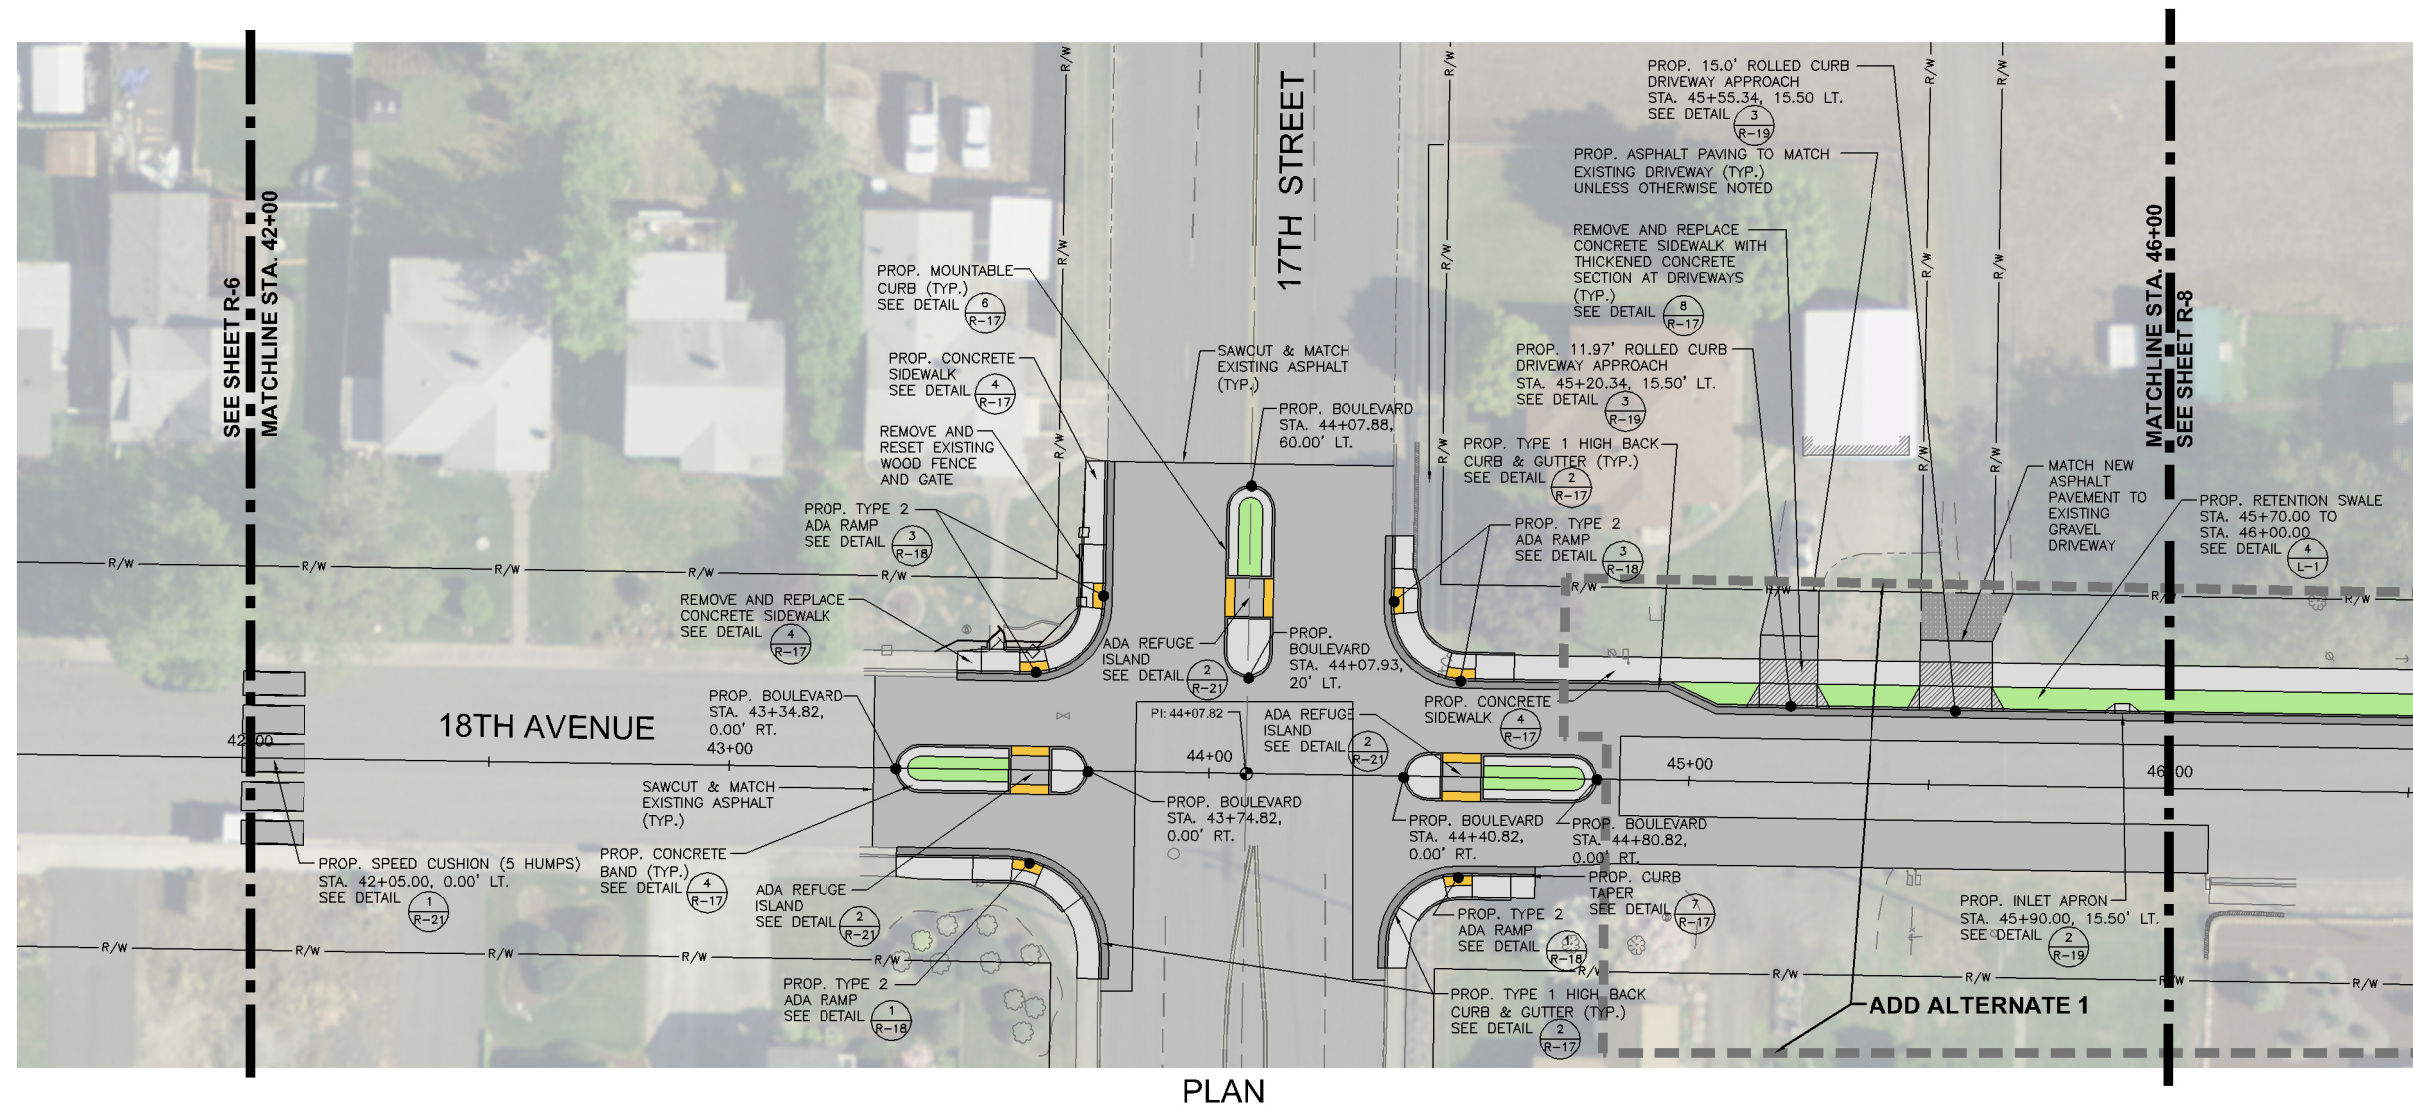 SEE SHEET R-6
MATCHLINE STA. 42+00
R/W
R/W
R/W
17TH STREET
R/W
R/W
R/W
R/W
R/W
R/W
R/W
R/W
R/W
MATCHLINE STA. 46+00
SEE SHEET R-8
PROP. 15.0' ROLLED CURB
DRIVEWAY APPROACH
STA. 45+55.34, 15.50 LT.
SEE DETAIL
3
R-19
PROP. ASPHALT PAVING TO MATCH
EXISTING DRIVEWAY (TYP.)
UNLESS OTHERWISE NOTED
REMOVE AND REPLACE
CONCRETE SIDEWALK WITH
THICKENED CONCRETE
SECTION AT DRIVEWAYS
(TYP.)
SEE DETAIL
8
R-17
PROP. MOUNTABLE
CURB (TYP.)
SEE DETAIL
6
R-17
PROP. CONCRETE
SIDEWALK
SEE DETAIL
4
R-17
SAWCUT & MATCH
EXISTING ASPHALT
(TYP.)
PROP. 11.97' ROLLED CURB
DRIVEWAY APPROACH
STA. 45+20.34, 15.50' LT.
SEE DETAIL
3
R-19
REMOVE AND
RESET EXISTING
WOOD FENCE
AND GATE
PROP. BOULEVARD
STA. 44+07.88,
60.00' LT.
PROP. TYPE 1 HIGH BACK
CURB & GUTTER (TYP.)
SEE DETAIL
2
R-17
MATCH NEW
ASPHALT
PAVEMENT TO
EXISTING
GRAVEL
DRIVEWAY
PROP. RETENTION SWALE
STA. 45+70.00 TO
STA. 46+00.00
SEE DETAIL
4
L-1
PROP. TYPE 2
ADA RAMP
SEE DETAIL
3
R-18
PROP. TYPE 2
ADA RAMP
SEE DETAIL
3
R-18
R/W
R/W
R/W
R/W
R/W
R/W
R/W
R/W
R/W
REMOVE AND REPLACE
CONCRETE SIDEWALK
SEE DETAIL
4
R-17
ADA REFUGE
ISLAND
SEE DETAIL
2
R-21
PROP.
BOULEVARD
STA. 44+07.93,
20' LT.
PROP. BOULEVARD
STA. 43+34.82,
0.00' RT.
PI: 44+07.82
ADA REFUGE
ISLAND
SEE DETAIL
2
R-21
PROP. CONCRETE
SIDEWALK
4
R-17
18TH AVENUE
42+00
43+00
44+00
45+00
46+00
SAWCUT & MATCH
EXISTING ASPHALT
(TYP.)
PROP. BOULEVARD
STA. 43+74.82,
0.00' RT.
PROP. BOULEVARD
STA. 44+40.82,
0.00' RT.
PROP. BOULEVARD
STA. 44+80.82,
0.00' RT.
PROP. SPEED CUSHION (5 HUMPS)
STA. 42+05.00, 0.00' LT.
SEE DETAIL
1
R-21
PROP. CONCRETE
BAND (TYP.)
SEE DETAIL
4
R-17
ADA REFUGE
ISLAND
SEE DETAIL
2
R-21
PROP. CURB
TAPER
SEE DETAIL
7
R-17
PROP. TYPE 2
ADA RAMP
SEE DETAIL
1
R-18
PROP. INLET APRON
STA. 45+90.00, 15.50' LT.
SEE DETAIL
2
R-19
R/W
R/W
R/W
R/W
R/W
R/W
R/W
R/W
R/W
R/W
PROP. TYPE 2
ADA RAMP
SEE DETAIL
1
R-18
PROP. TYPE 1 HIGH BACK
CURB & GUTTER (TYP.)
SEE DETAIL
2
R-17
ADD ALTERNATE 1
PLAN